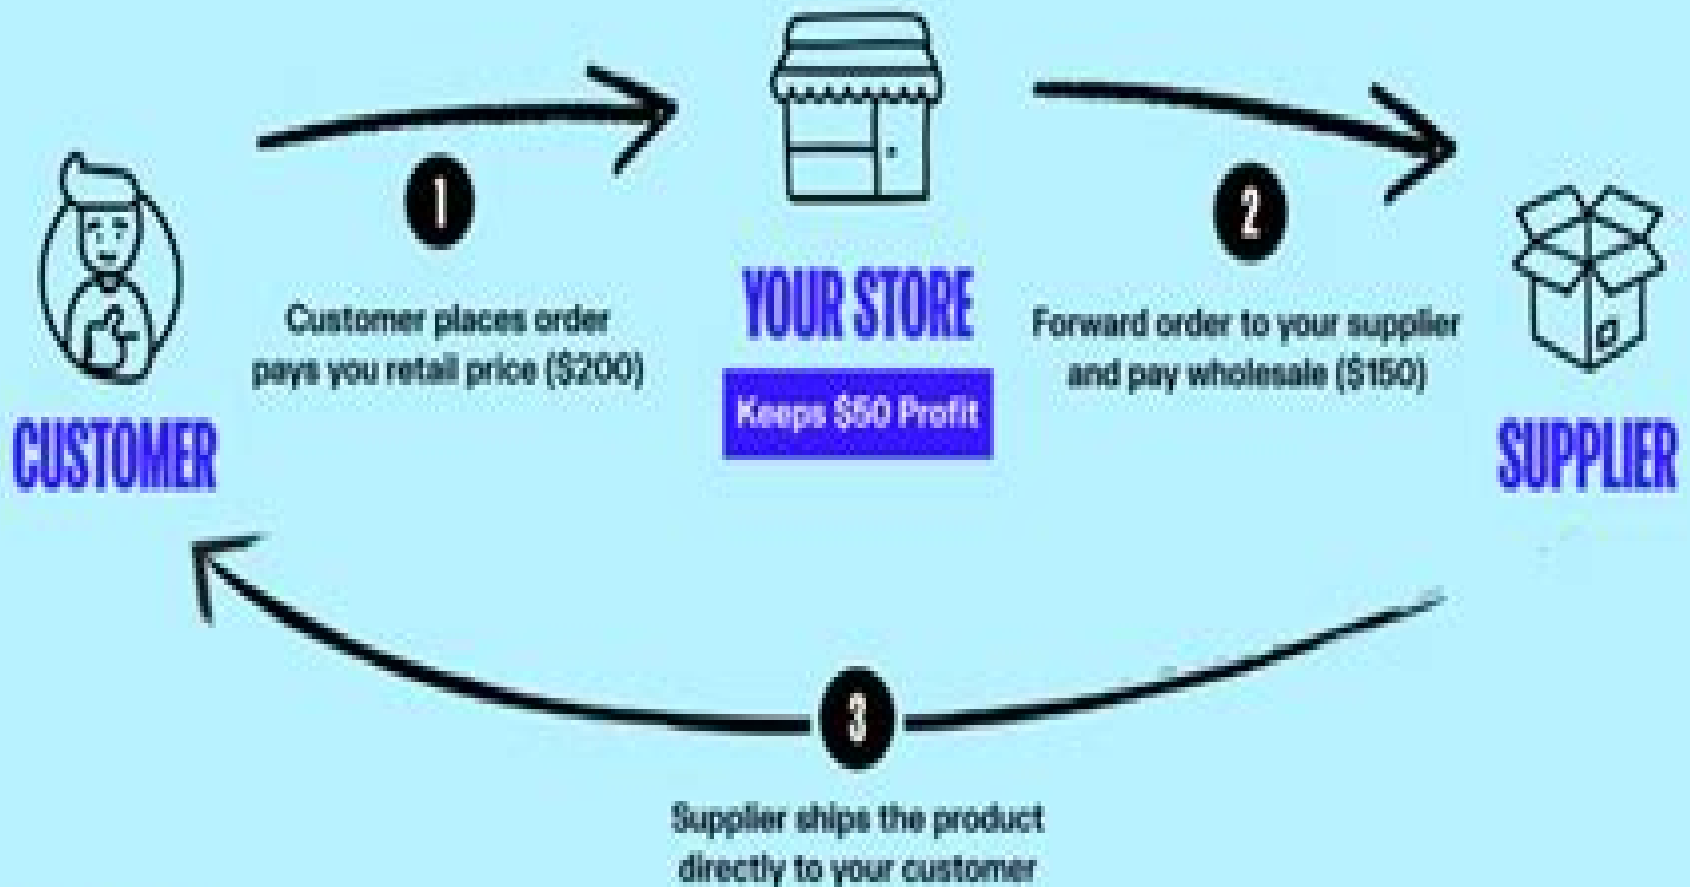 1
Customer places order
pays you retail price ($200)
CUSTOMER
YOUR STORE
Keeps $50 Profit
2
Forward order to your supplier
and pay wholesale ($150)
SUPPLIER
3
Supplier ships the product
directly to your customer